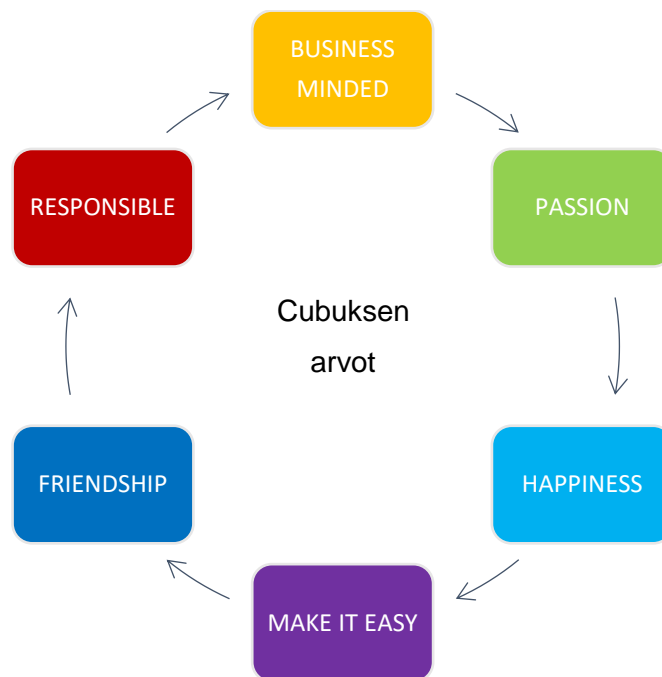 BUSINESS
MINDED
PASSION
HAPPINESS
MAKE IT EASY
FRIENDSHIP
RESPONSIBLE
Cubuksen
arvot